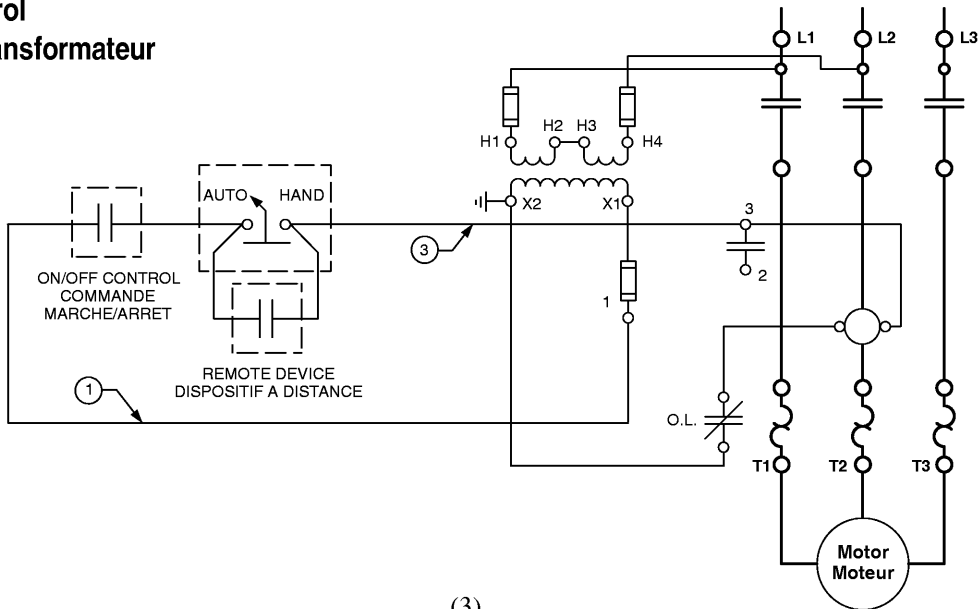 rol
ansformateur
L1
L2
L3
H1
H2
H3
H4
X2
X1
AUTO
HAND
3
3
2
ON/OFF CONTROL
COMMANDE
MARCHE/ARRET
1
REMOTE DEVICE
DISPOSITIF A DISTANCE
1
O.L.
T1
T2
T3
Motor
Moteur
(3)